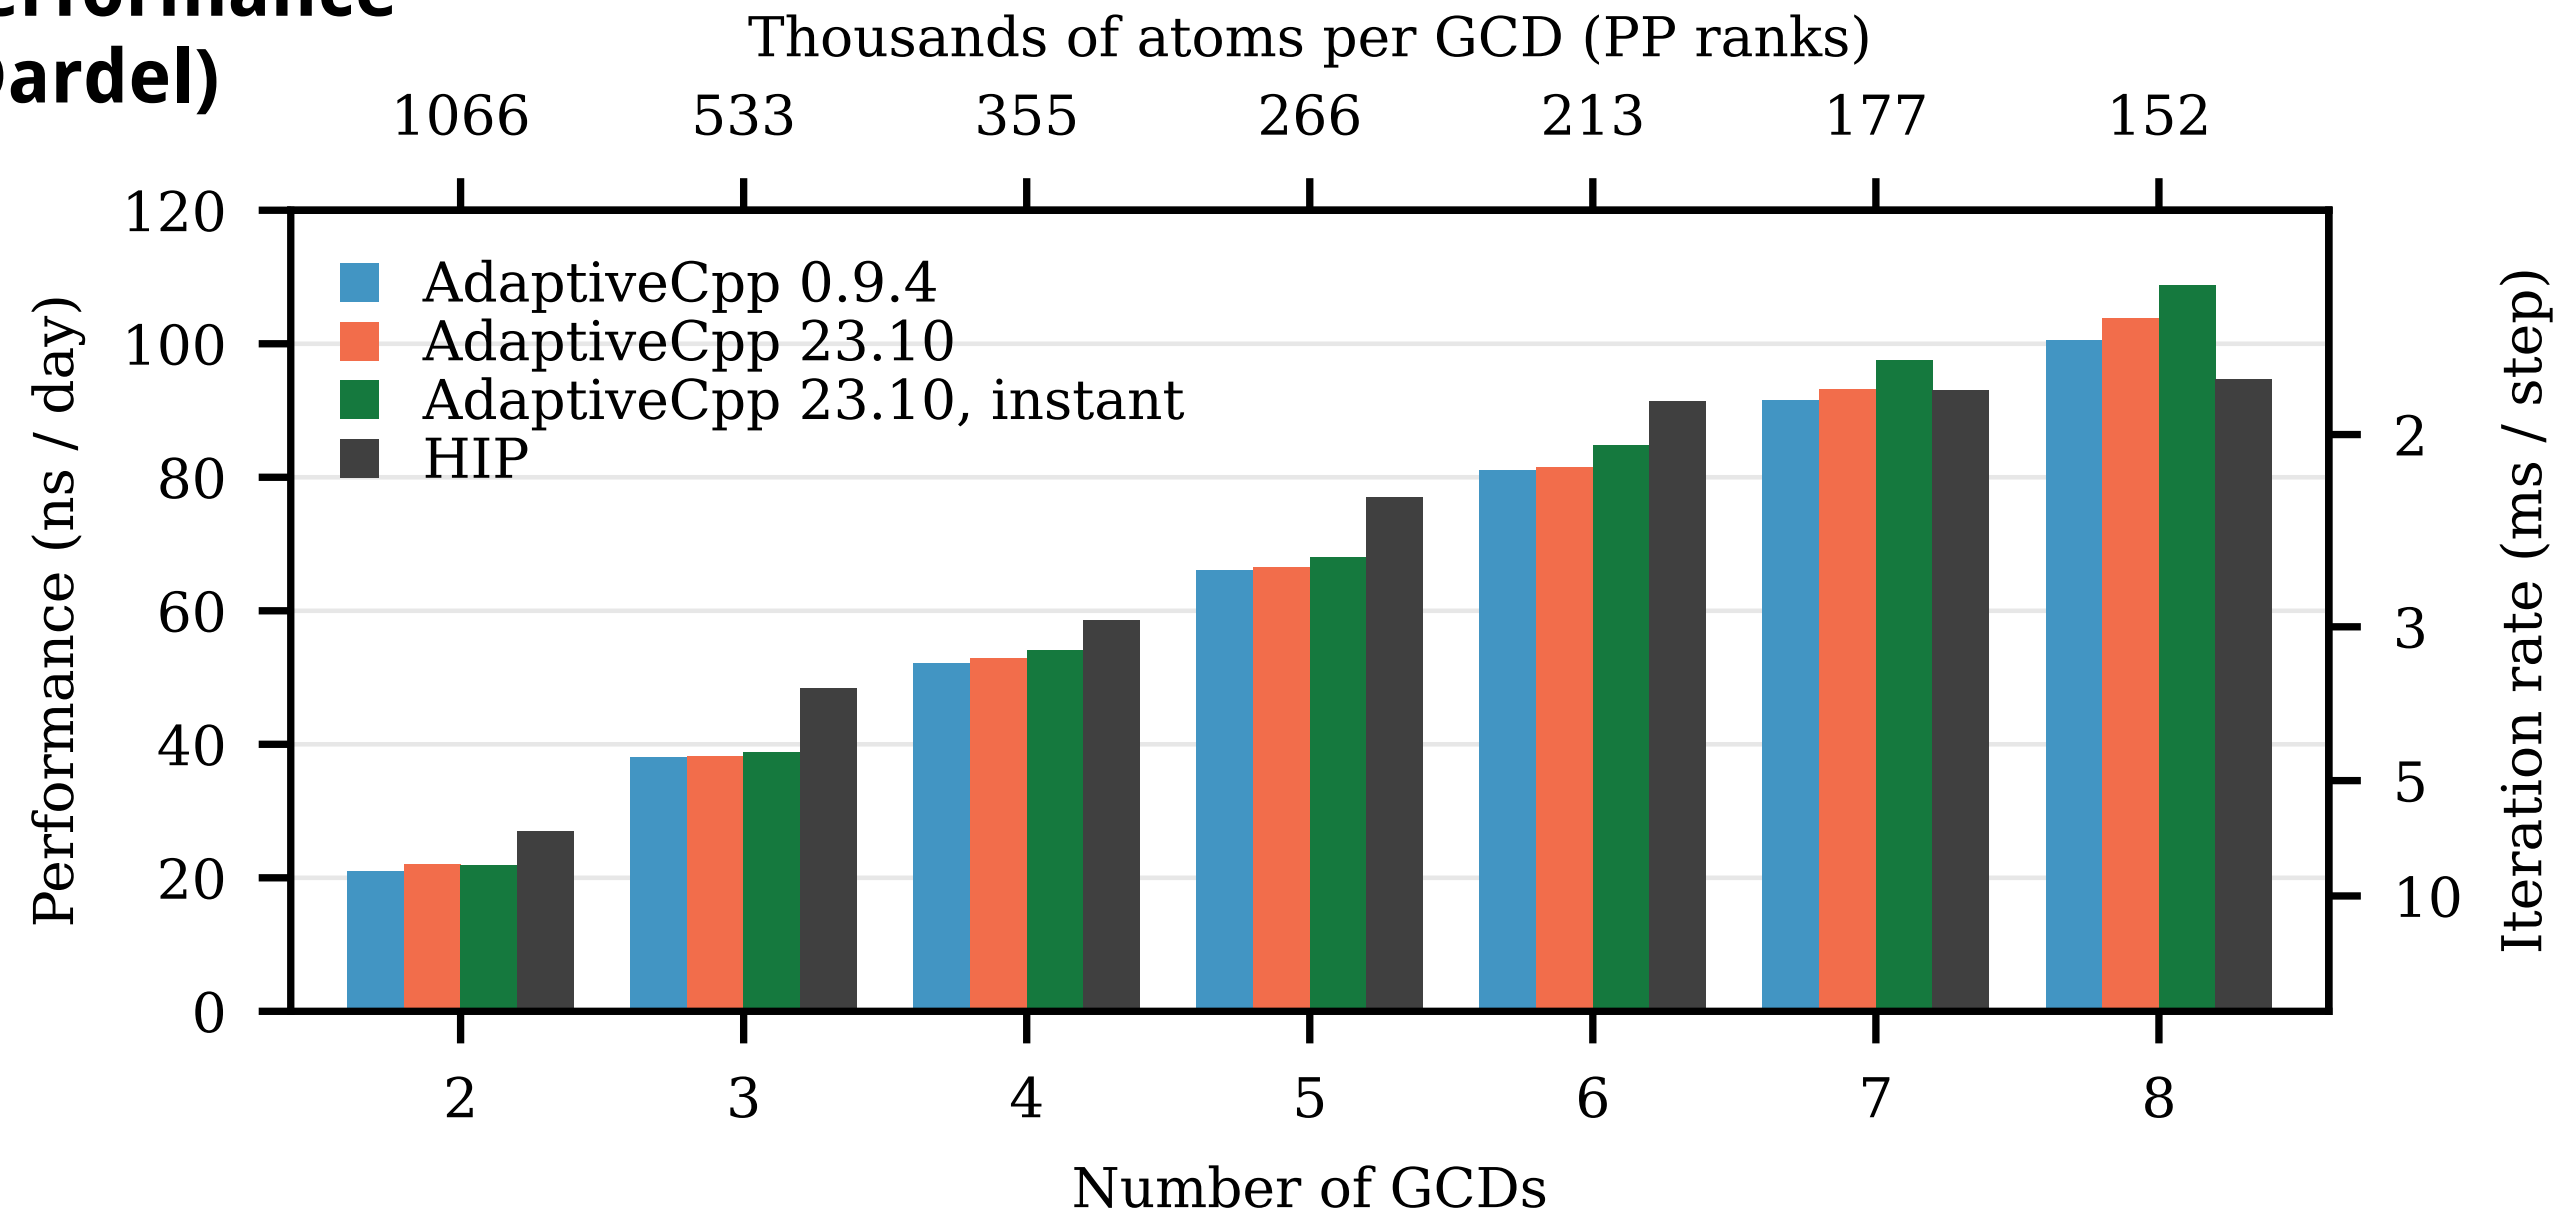 Dardel)
Thousands of atoms per GCD (PP ranks)
1066 533 355 266 213 177 152
120
100
80
60
40
20
0
Performance (ns / day)
AdaptiveCpp 0.9.4
AdaptiveCpp 23.10
AdaptiveCpp 23.10, instant
HIP
2
3
5
10
Iteration rate (ms / step)
2 3 4 5 6 7 8
Number of GCDs